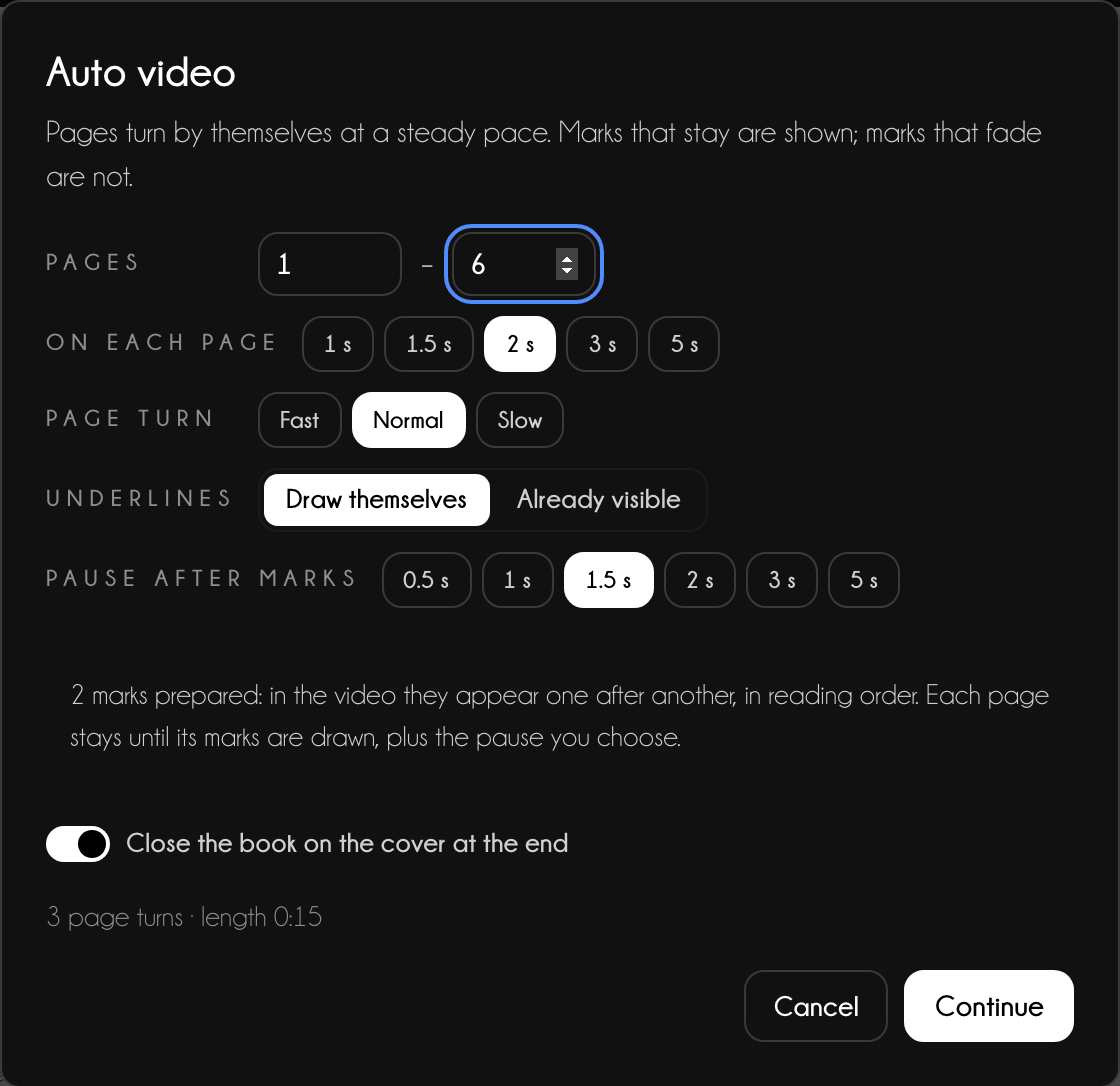 Auto video
Pages turn by themselves at a steady pace. Marks that stay are shown; marks that fade
are not.
PAGES 1 – 6
ON EACH PAGE 1 s 1.5 s 2 s 3 s 5 s
PAGE TURN Fast Normal Slow
UNDERLINES Draw themselves Already visible
PAUSE AFTER MARKS 0.5 s 1 s 1.5 s 2 s 3 s 5 s
2 marks prepared: in the video they appear one after another, in reading order. Each page
stays until its marks are drawn, plus the pause you choose.
Close the book on the cover at the end
3 page turns · length 0:15
Cancel Continue